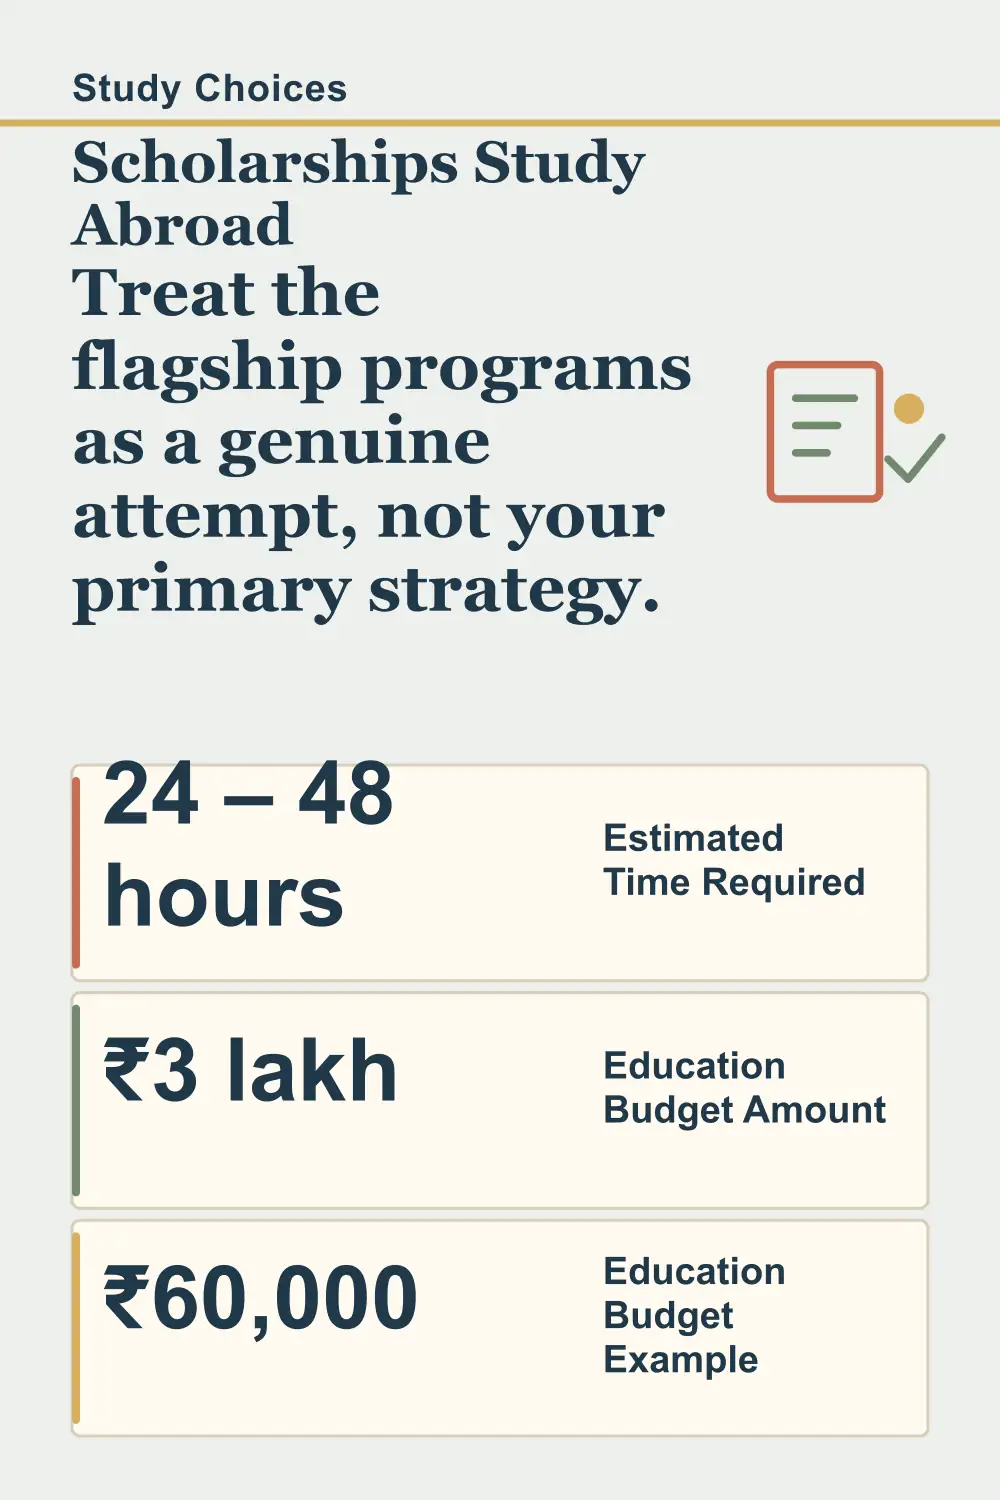 Study Choices
Scholarships Study
Abroad
Treat the
flagship programs
as a genuine
attempt, not your
primary strategy.
24 – 48
hours
Estimated
Time Required
₹3 lakh
Education
Budget Amount
₹60,000
Education
Budget
Example